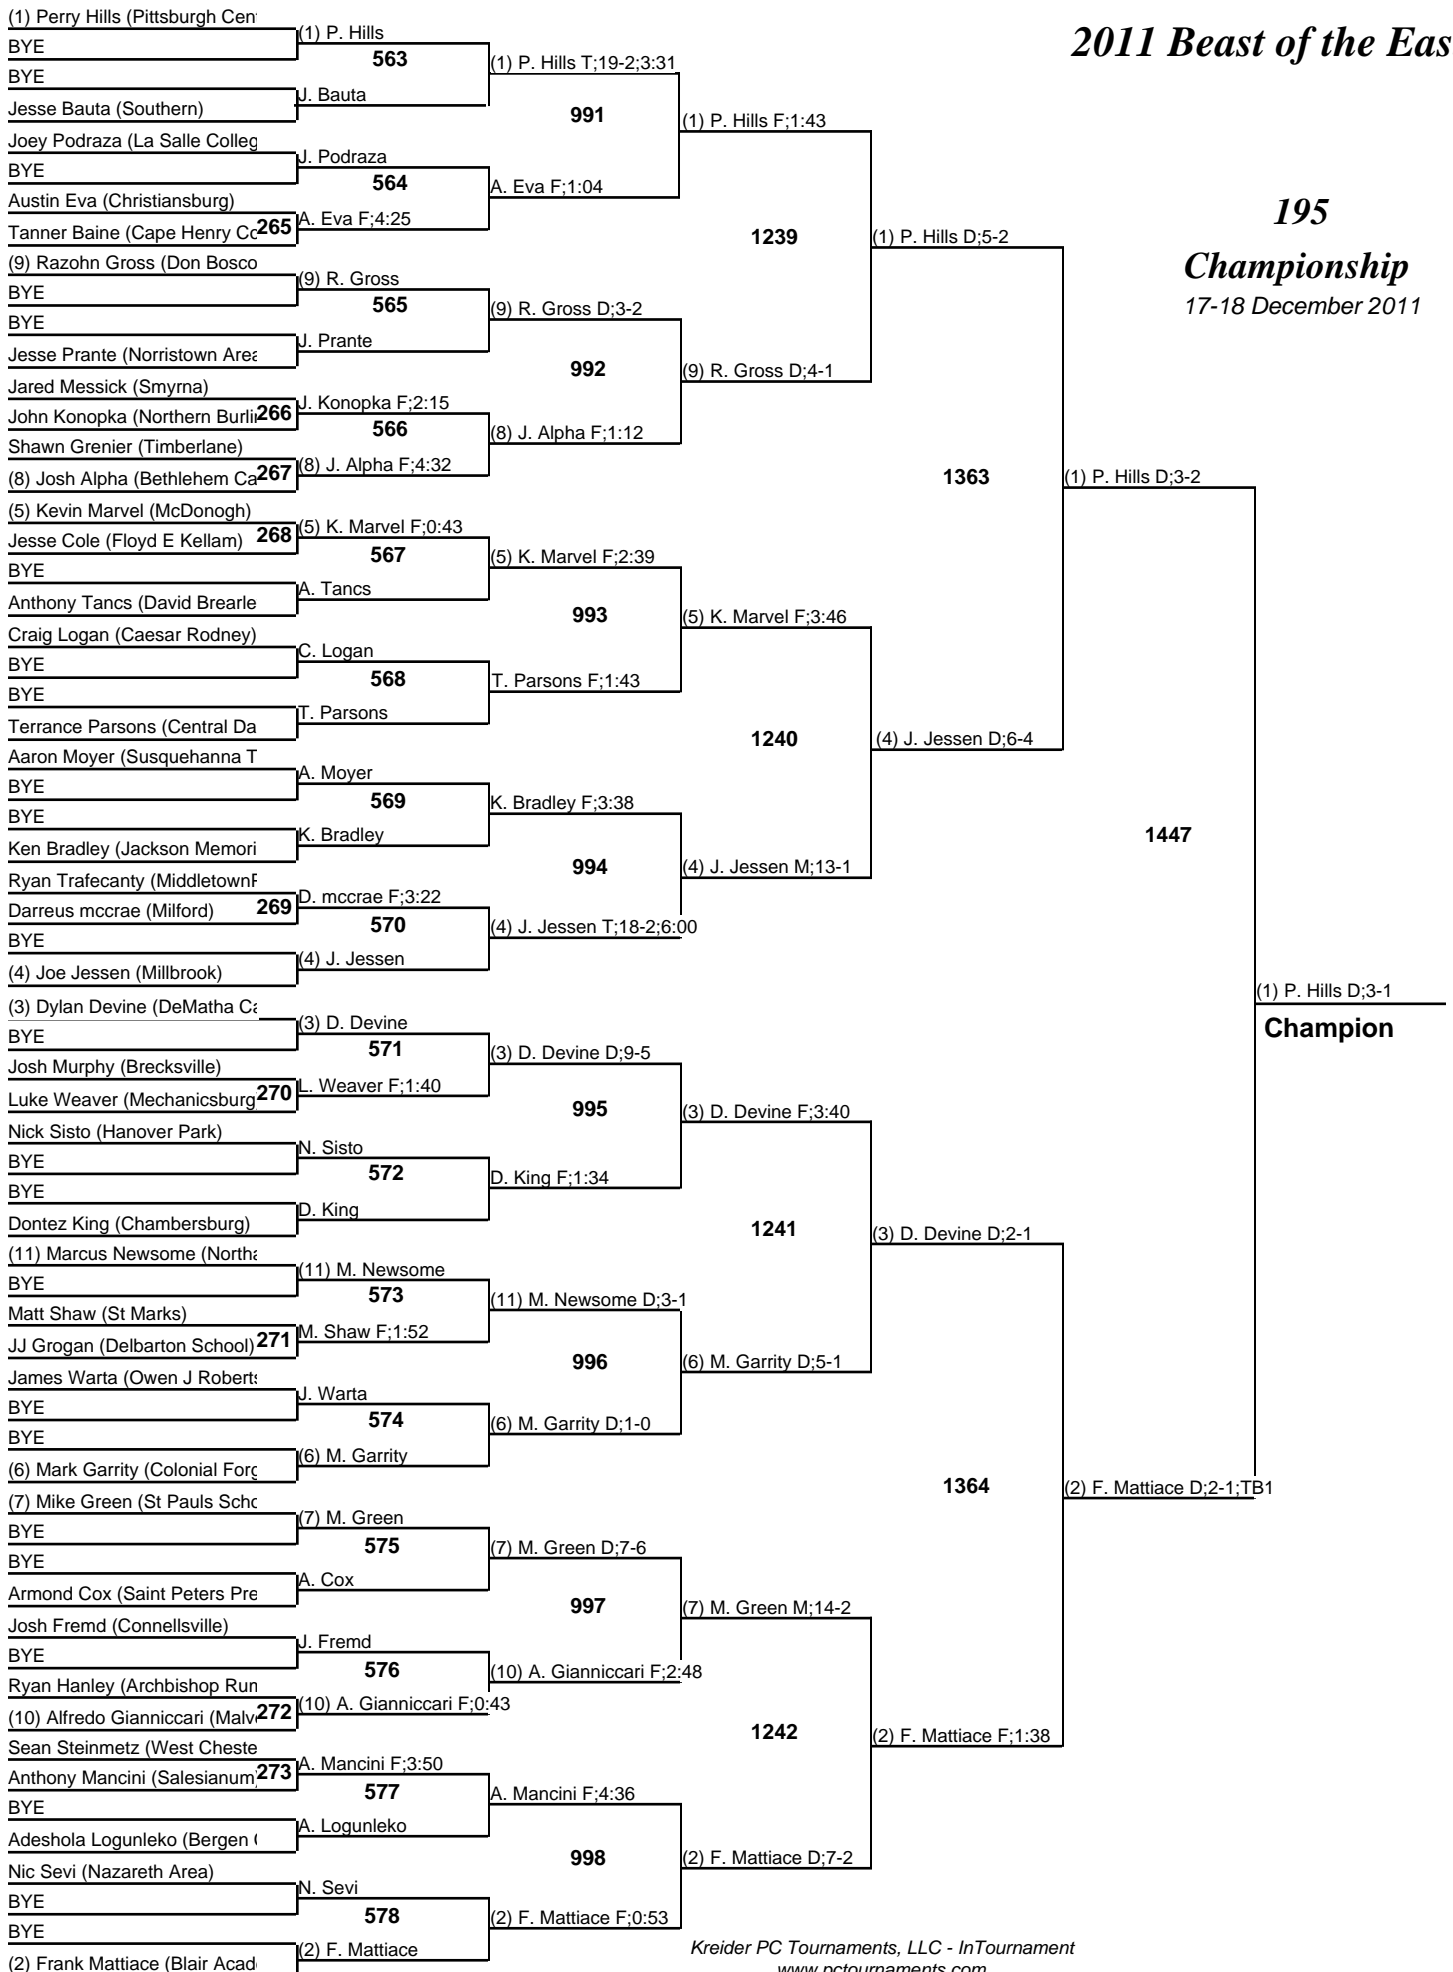 2011 Beast of the Eas
195
Championship
17-18 December 2011
(1) Perry Hills (Pittsburgh Cen
BYE
BYE
Jesse Bauta (Southern)
Joey Podraza (La Salle Colleg
BYE
Austin Eva (Christiansburg)
Tanner Baine (Cape Henry Co
265
(9) Razohn Gross (Don Bosco
BYE
BYE
Jesse Prante (Norristown Area
Jared Messick (Smyrna)
John Konopka (Northern Burlin
266
Shawn Grenier (Timberlane)
(8) Josh Alpha (Bethlehem Ca
267
(5) Kevin Marvel (McDonogh)
Jesse Cole (Floyd E Kellam)
268
BYE
Anthony Tancs (David Brearle
Craig Logan (Caesar Rodney)
BYE
BYE
Terrance Parsons (Central Da
Aaron Moyer (Susquehanna T
BYE
BYE
Ken Bradley (Jackson Memori
Ryan Trafecanty (MiddletownP
Darreus mccrae (Milford)
269
BYE
(4) Joe Jessen (Millbrook)
(3) Dylan Devine (DeMatha Ca
BYE
Josh Murphy (Brecksville)
Luke Weaver (Mechanicsburg
270
Nick Sisto (Hanover Park)
BYE
BYE
Dontez King (Chambersburg)
(11) Marcus Newsome (Northa
BYE
Matt Shaw (St Marks)
JJ Grogan (Delbarton School)
271
James Warta (Owen J Roberts
BYE
BYE
(6) Mark Garrity (Colonial Forg
(7) Mike Green (St Pauls Scho
BYE
BYE
Armond Cox (Saint Peters Pre
Josh Fremd (Connellsville)
BYE
Ryan Hanley (Archbishop Rum
(10) Alfredo Gianniccari (Malve
272
Sean Steinmetz (West Cheste
Anthony Mancini (Salesianum)
273
BYE
Adeshola Logunleko (Bergen C
Nic Sevi (Nazareth Area)
BYE
BYE
(2) Frank Mattiace (Blair Acad
(1) P. Hills
563
J. Bauta
J. Podraza
564
A. Eva F;4:25
(9) R. Gross
565
J. Prante
J. Konopka F;2:15
566
(8) J. Alpha F;4:32
(5) K. Marvel F;0:43
567
A. Tancs
C. Logan
568
T. Parsons
A. Moyer
569
K. Bradley
D. mccrae F;3:22
570
(4) J. Jessen
(3) D. Devine
571
L. Weaver F;1:40
N. Sisto
572
D. King
(11) M. Newsome
573
M. Shaw F;1:52
J. Warta
574
(6) M. Garrity
(7) M. Green
575
A. Cox
J. Fremd
576
(10) A. Gianniccari F;0:43
A. Mancini F;3:50
577
A. Logunleko
N. Sevi
578
(2) F. Mattiace
(1) P. Hills T;19-2;3:31
991
A. Eva F;1:04
(9) R. Gross D;3-2
992
(8) J. Alpha F;1:12
(5) K. Marvel F;2:39
993
T. Parsons F;1:43
K. Bradley F;3:38
994
(4) J. Jessen T;18-2;6:00
(3) D. Devine D;9-5
995
D. King F;1:34
(11) M. Newsome D;3-1
996
(6) M. Garrity D;1-0
(7) M. Green D;7-6
997
(10) A. Gianniccari F;2:48
A. Mancini F;4:36
998
(2) F. Mattiace F;0:53
(1) P. Hills F;1:43
1239
(9) R. Gross D;4-1
(5) K. Marvel F;3:46
1240
(4) J. Jessen M;13-1
(3) D. Devine F;3:40
1241
(6) M. Garrity D;5-1
(7) M. Green M;14-2
1242
(2) F. Mattiace D;7-2
(1) P. Hills D;5-2
1363
(4) J. Jessen D;6-4
(3) D. Devine D;2-1
1364
(2) F. Mattiace F;1:38
(1) P. Hills D;3-2
1447
(2) F. Mattiace D;2-1;TB1
(1) P. Hills D;3-1
Champion
Kreider PC Tournaments, LLC - InTournament
www.pctournaments.com